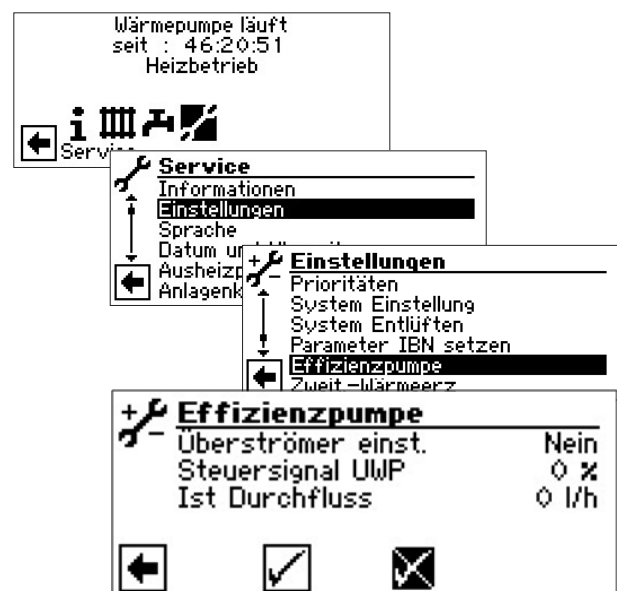 Wärmepumpe läuft
seit : 46:20:51
Heizbetrieb
Service
Informationen
Einstellungen
Sprache
Datum und
Anlagenk
Einstellungen
Prioritäten
System Einstellung
System Entlüften
Parameter IBN setzen
Effizienzpumpe
Zweit-Wärmeerz
Effizienzpumpe
Überströmer einst. Nein
Steuersignal UWP 0 %
Ist Durchfluss 0 l/h